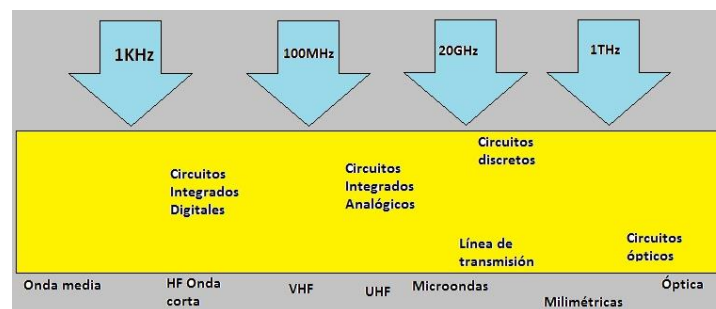 1KHz
100MHz
20GHz
1THz
Circuitos
discretos
Circuitos
Integrados
Digitales
Circuitos
Integrados
Analógicos
Línea de
transmisión
Circuitos
ópticos
Onda media
HF Onda
corta
VHF
UHF
Microondas
Milimétricas
Óptica